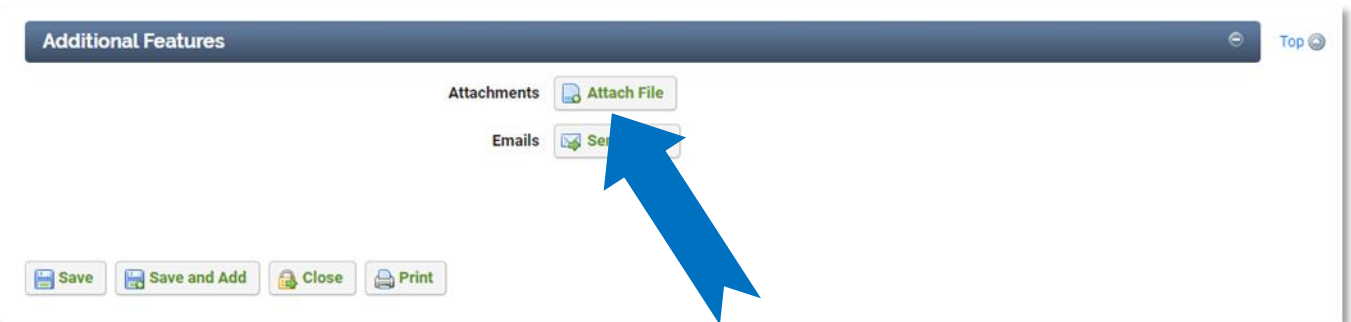 Additional Features Top
Attachments Attach File
Emails
Save Save and Add Close Print